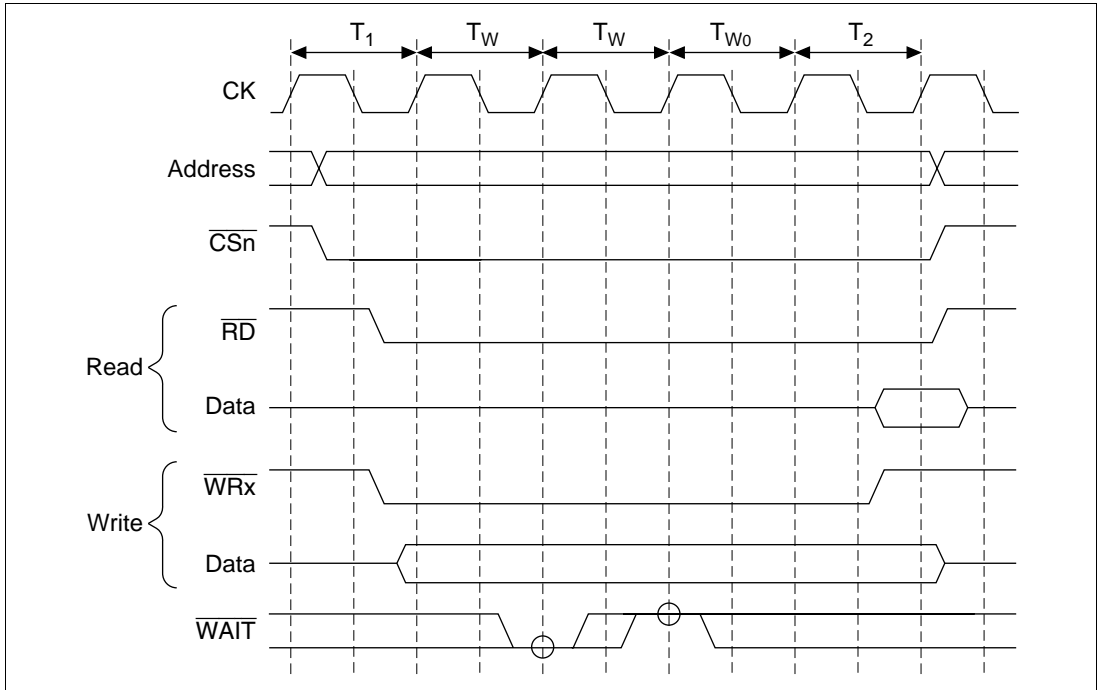 T1 TW TW TW0 T2
CK
Address
CSn
RD
Read
Data
WRx
Write
Data
WAIT